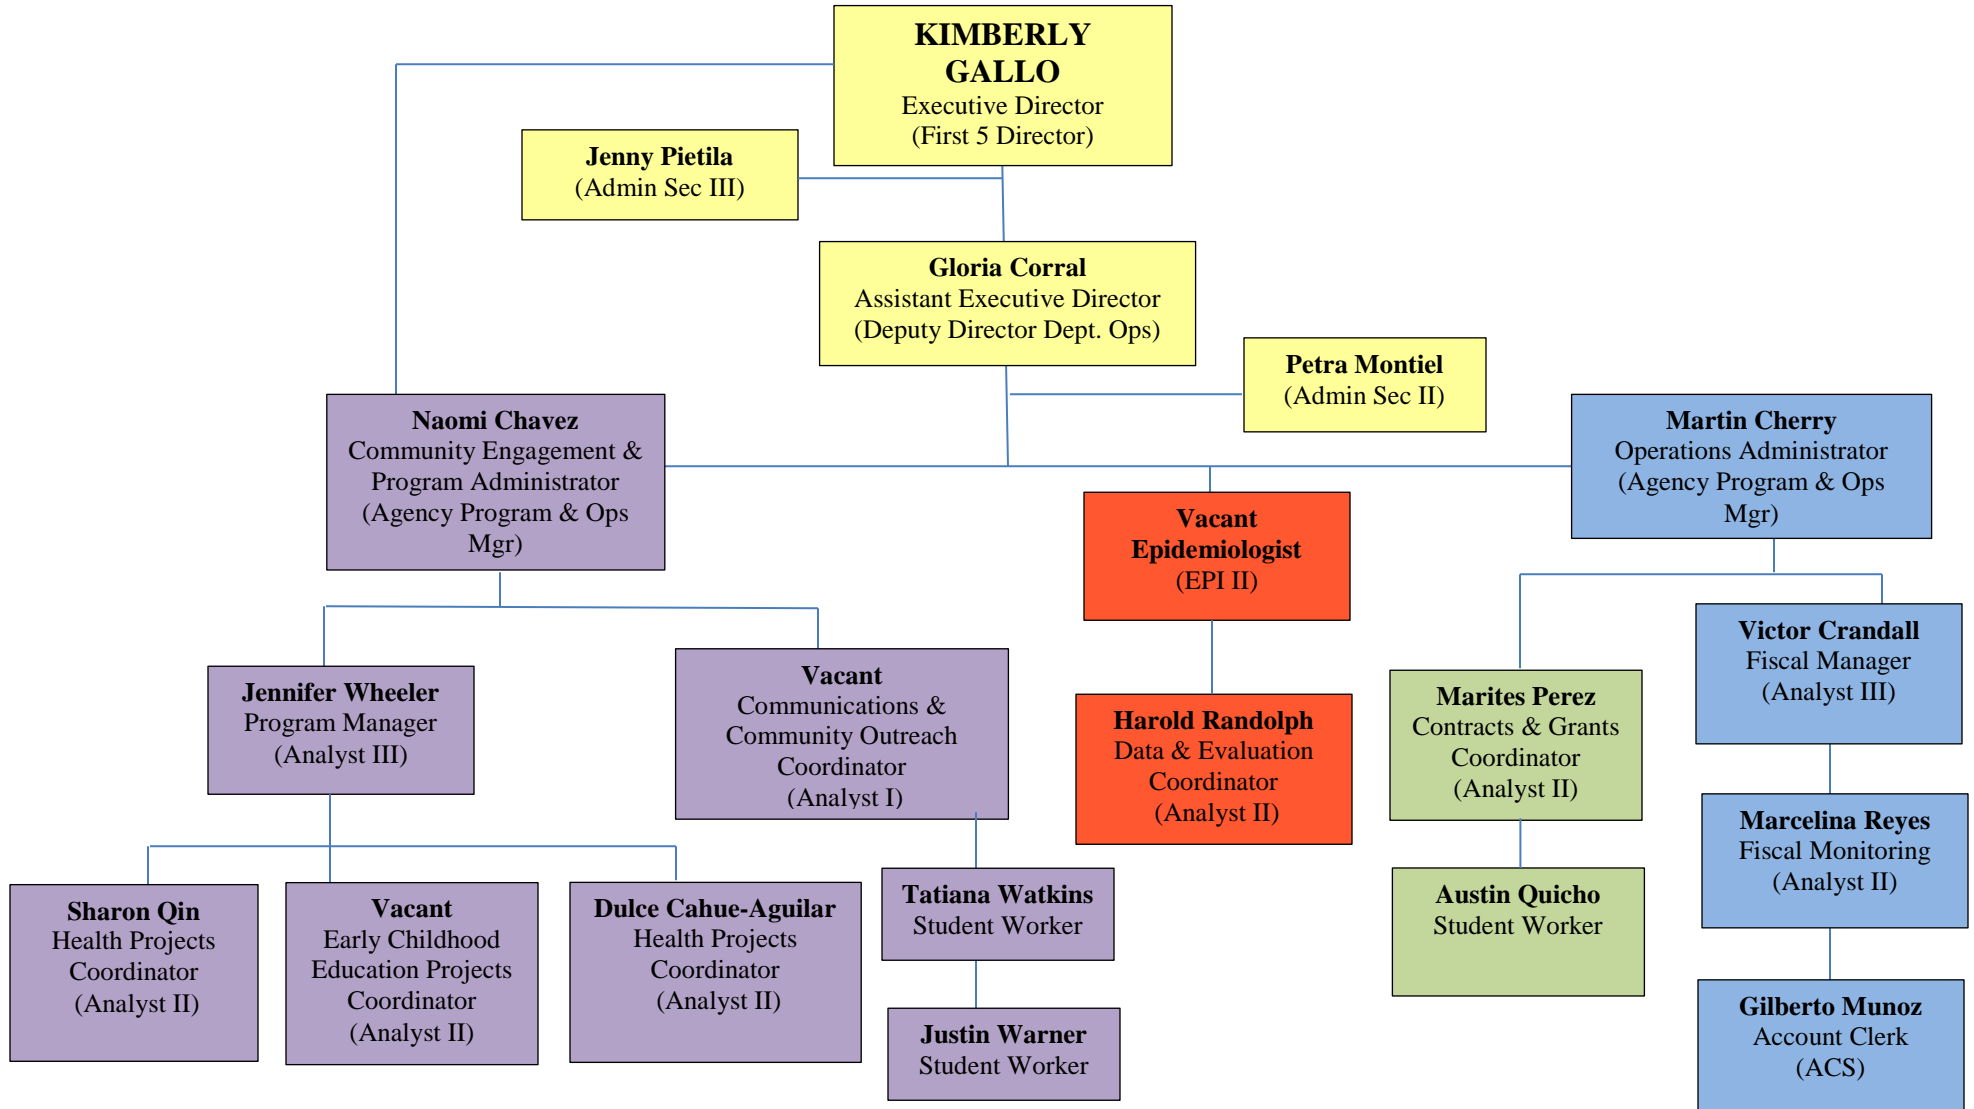 KIMBERLY
GALLO
Executive Director
(First 5 Director)
Jenny Pietila
(Admin Sec III)
Gloria Corral
Assistant Executive Director
(Deputy Director Dept. Ops)
Petra Montiel
(Admin Sec II)
Naomi Chavez
Community Engagement &
Program Administrator
(Agency Program & Ops
Mgr)
Martin Cherry
Operations Administrator
(Agency Program & Ops
Mgr)
Vacant
Epidemiologist
(EPI II)
Jennifer Wheeler
Program Manager
(Analyst III)
Vacant
Communications &
Community Outreach
Coordinator
(Analyst I)
Harold Randolph
Data & Evaluation
Coordinator
(Analyst II)
Marites Perez
Contracts & Grants
Coordinator
(Analyst II)
Victor Crandall
Fiscal Manager
(Analyst III)
Marcelina Reyes
Fiscal Monitoring
(Analyst II)
Sharon Qin
Health Projects
Coordinator
(Analyst II)
Vacant
Early Childhood
Education Projects
Coordinator
(Analyst II)
Dulce Cahue-Aguilar
Health Projects
Coordinator
(Analyst II)
Tatiana Watkins
Student Worker
Justin Warner
Student Worker
Austin Quicho
Student Worker
Gilberto Munoz
Account Clerk
(ACS)